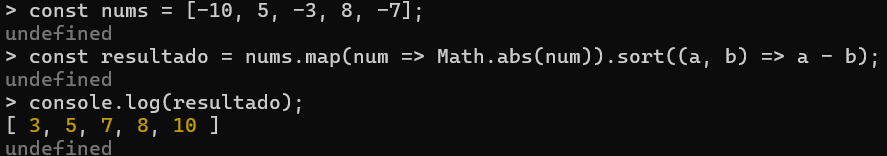 > const nums = [-10, 5, -3, 8, -7];
undefined
> const resultado = nums.map(num => Math.abs(num)).sort((a, b) => a - b);
undefined
> console.log(resultado);
[ 3, 5, 7, 8, 10 ]
undefined